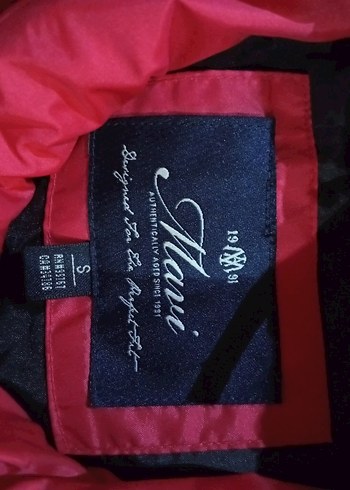 19 M 91
Mavi
AUTHENTICALLY AGED SINCE 1991
Designed For The Perfect Fit
S